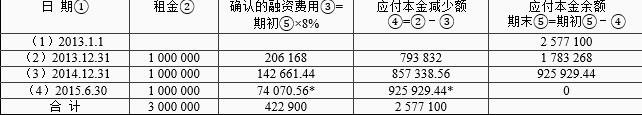 日 期① 租金② 确认的融资费用③= 期初⑤×8% 应付本金减少额 ④=②－③ 应付本金余额 期末⑤=期初⑤－④
（1）2013.1.1 2 577 100
（2）2013.12.31 1 000 000 206 168 793 832 1 783 268
（3）2014.12.31 1 000 000 142 661.44 857 338.56 925 929.44
（4）2015.6.30 1 000 000 74 070.56* 925 929.44* 0
合 计 3 000 000 422 900 2 577 100